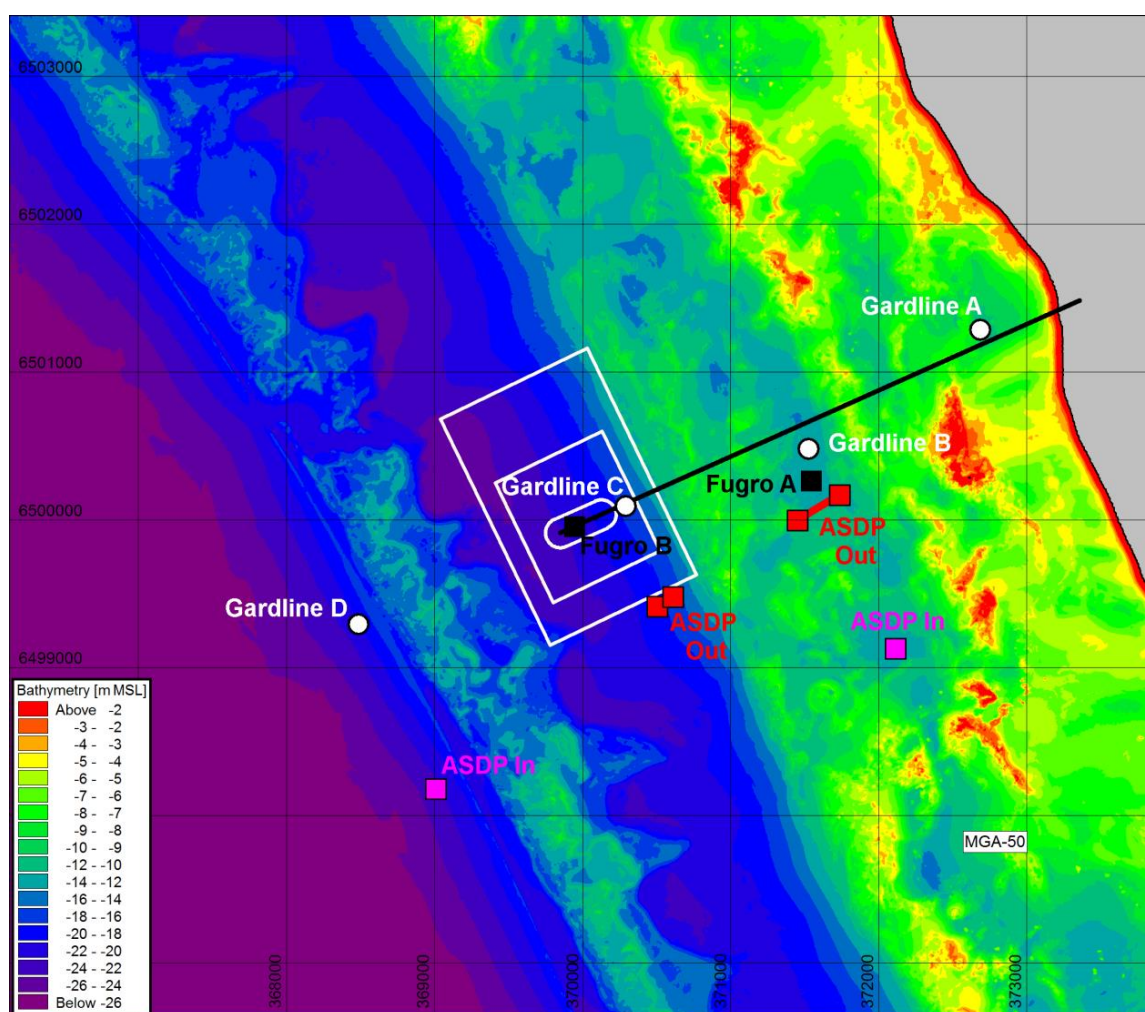 6503000
6502000
6501000
6500000
6499000
Gardline A
Gardline B
Gardline C
Fugro A
Fugro B
ASDP
Out
ASDP
Out
Gardline D
ASDP In
ASDP In
MGA-50
368000
369000
370000
371000
372000
373000
Bathymetry [m MSL]
Above -2
-3 - -2
-4 - -3
-5 - -4
-6 - -5
-7 - -6
-8 - -7
-9 - -8
-10 - -9
-12 - -10
-14 - -12
-16 - -14
-18 - -16
-20 - -18
-22 - -20
-24 - -22
-26 - -24
Below -26